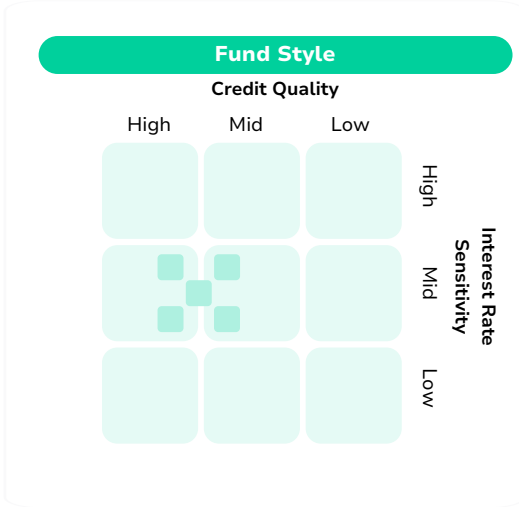 Fund Style
Credit Quality
High Mid Low
High
Mid
Low
Interest Rate
Sensitivity